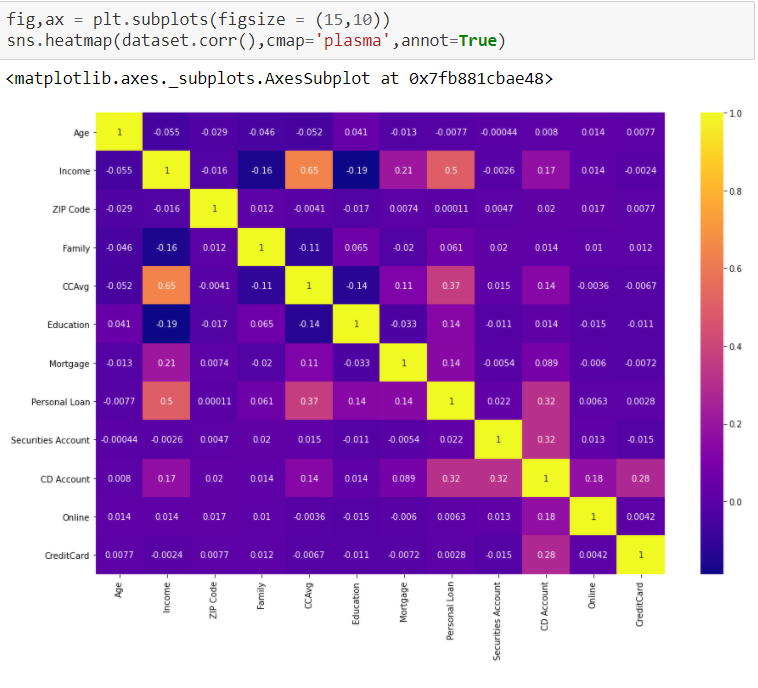 fig,ax = plt.subplots(figsize = (15,10))
sns.heatmap(dataset.corr(),cmap='plasma',annot=True)
<matplotlib.axes._subplots.AxesSubplot at 0x7fb881cbae48>
Age 1 -0.055 -0.029 -0.046 -0.052 0.041 -0.013 -0.0077 -0.00044 0.008 0.014 0.0077
Income -0.055 1 -0.016 -0.16 0.65 -0.19 0.21 0.5 -0.0026 0.17 0.014 -0.0024
ZIP Code -0.029 -0.016 1 0.012 -0.0041 -0.017 0.0074 0.00011 0.0047 0.02 0.017 0.0077
Family -0.046 -0.16 0.012 1 -0.11 0.065 -0.02 0.061 0.02 0.014 0.01 0.012
CCAvg -0.052 0.65 -0.0041 -0.11 1 -0.14 0.11 0.37 0.015 0.14 -0.0036 -0.0067
Education 0.041 -0.19 -0.017 0.065 -0.14 1 -0.033 0.14 -0.011 0.014 -0.015 -0.011
Mortgage -0.013 0.21 0.0074 -0.02 0.11 -0.033 1 0.14 -0.0054 0.089 -0.006 -0.0072
Personal Loan -0.0077 0.5 0.00011 0.061 0.37 0.14 0.14 1 0.022 0.32 0.0063 0.0028
Securities Account -0.00044 -0.0026 0.0047 0.02 0.015 -0.011 -0.0054 0.022 1 0.32 0.013 -0.015
CD Account 0.008 0.17 0.02 0.014 0.14 0.014 0.089 0.32 0.32 1 0.18 0.28
Online 0.014 0.014 0.017 0.01 -0.0036 -0.015 -0.006 0.0063 0.013 0.18 1 0.0042
CreditCard 0.0077 -0.0024 0.0077 0.012 -0.0067 -0.011 -0.0072 0.0028 -0.015 0.28 0.0042 1
Age Income ZIP Code Family CCAvg Education Mortgage Personal Loan Securities Account CD Account Online CreditCard
1.0
0.8
0.6
0.4
0.2
0.0